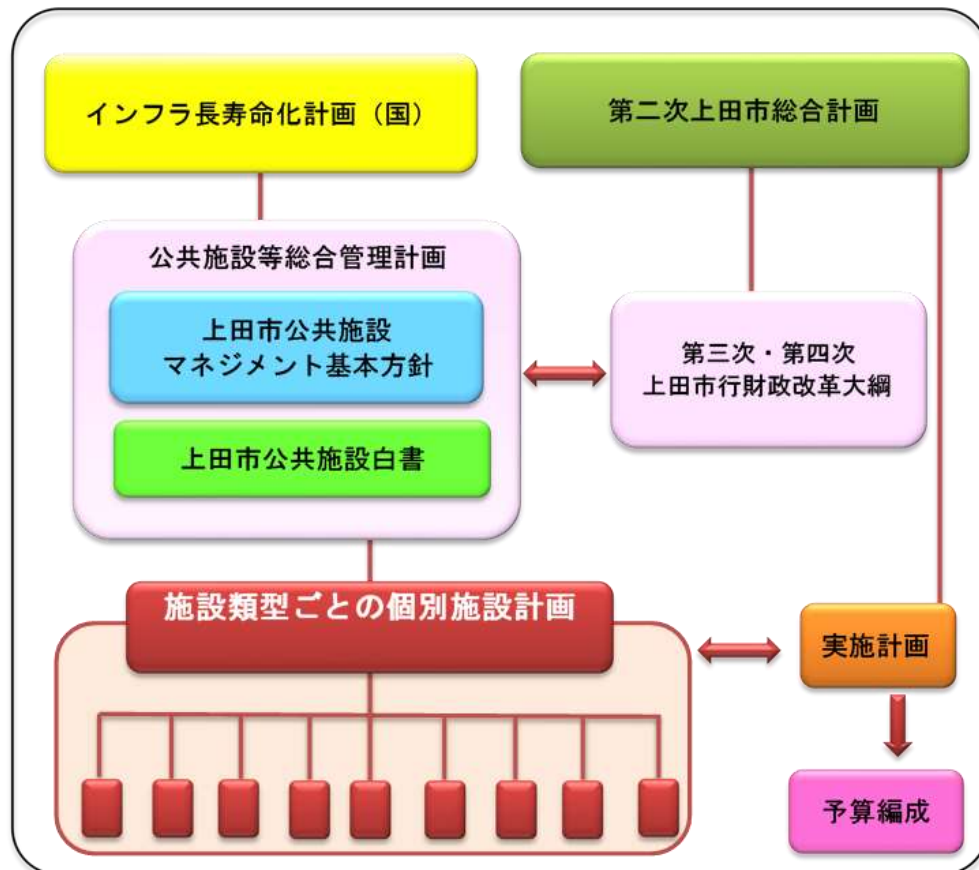 インフラ長寿命化計画（国）
第二次上田市総合計画
公共施設等総合管理計画
上田市公共施設
マネジメント基本方針
上田市公共施設白書
第三次・第四次
上田市行財政改革大綱
施設類型ごとの個別施設計画
実施計画
予算編成